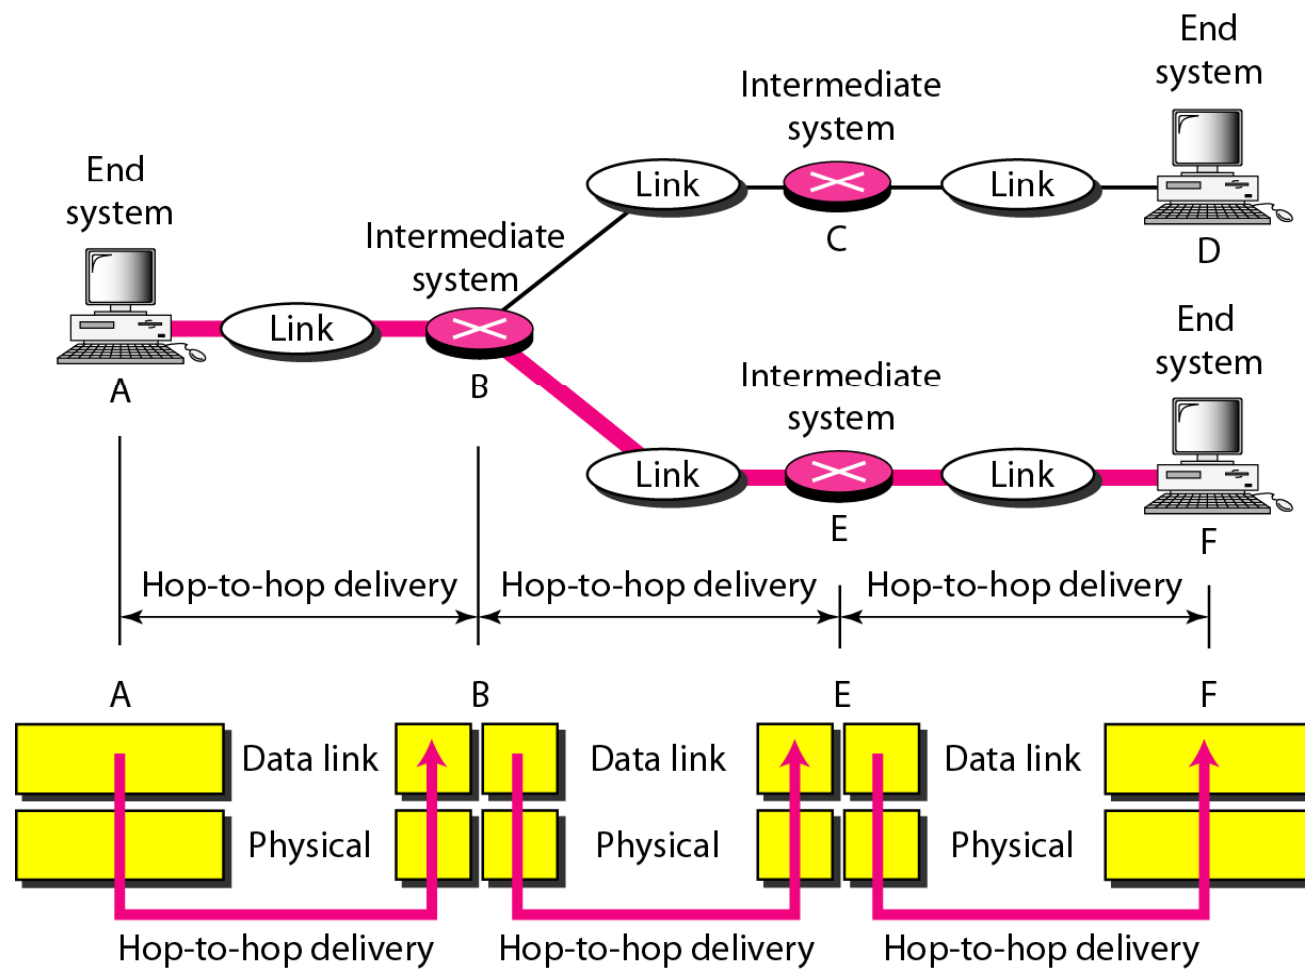 End
system
Intermediate
system
Link
Link
C
D
End
system
Intermediate
system
Link
A
B
End
system
Intermediate
system
Link
Link
E
F
Hop-to-hop delivery
Hop-to-hop delivery
Hop-to-hop delivery
A
B
E
F
Data link
Data link
Data link
Physical
Physical
Physical
Hop-to-hop delivery
Hop-to-hop delivery
Hop-to-hop delivery